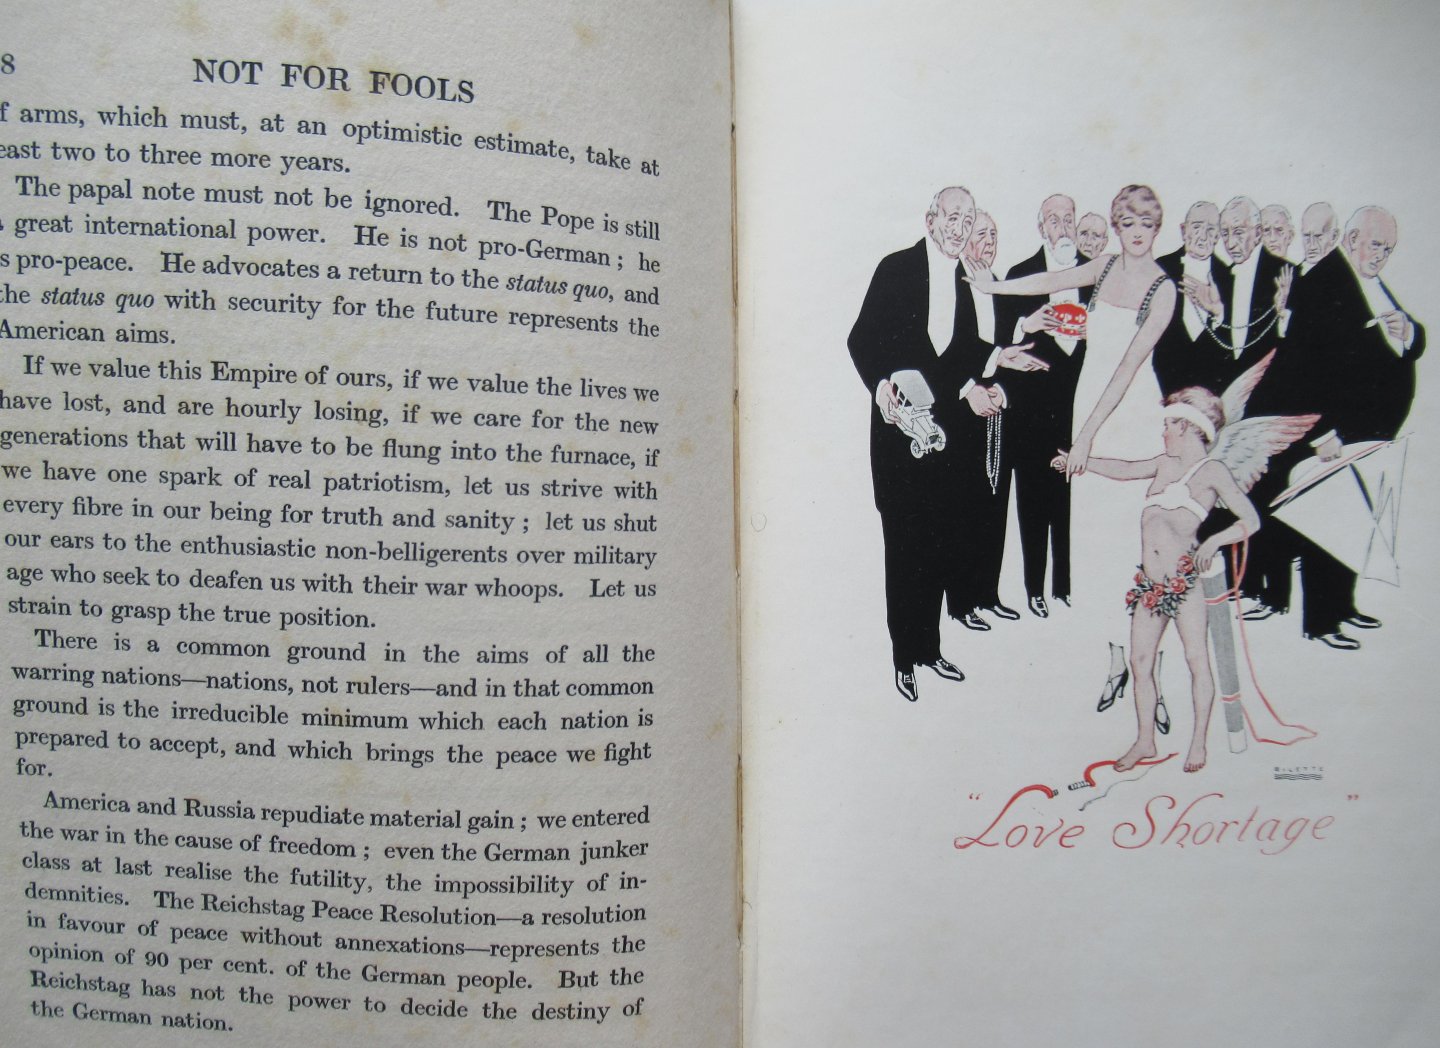 8
NOT FOR FOOLS
f arms, which must, at an optimistic estimate, take at
east two to three more years.
The papal note must not be ignored. The Pope is still
great international power. He is not pro-German; he
s pro-peace. He advocates a return to the status quo, and
the status quo with security for the future represents the
American aims.
If we value this Empire of ours, if we value the lives we
have lost, and are hourly losing, if we care for the new
generations that will have to be flung into the furnace, if
we have one spark of real patriotism, let us strive with
every fibre in our being for truth and sanity; let us shut
our ears to the enthusiastic non-belligerents over military
age who seek to deafen us with their war whoops. Let us
strain to grasp the true position.
There is a common ground in the aims of all the
warring nations—nations, not rulers—and in that common
ground is the irreducible minimum which each nation is
prepared to accept, and which brings the peace we fight
for.
America and Russia repudiate material gain; we entered
the war in the cause of freedom; even the German junker
class at last realise the futility, the impossibility of in-
demnities. The Reichstag Peace Resolution—a resolution
in favour of peace without annexations—represents the
opinion of 90 per cent. of the German people. But the
Reichstag has not the power to decide the destiny of
the German nation.
"Love Shortage"